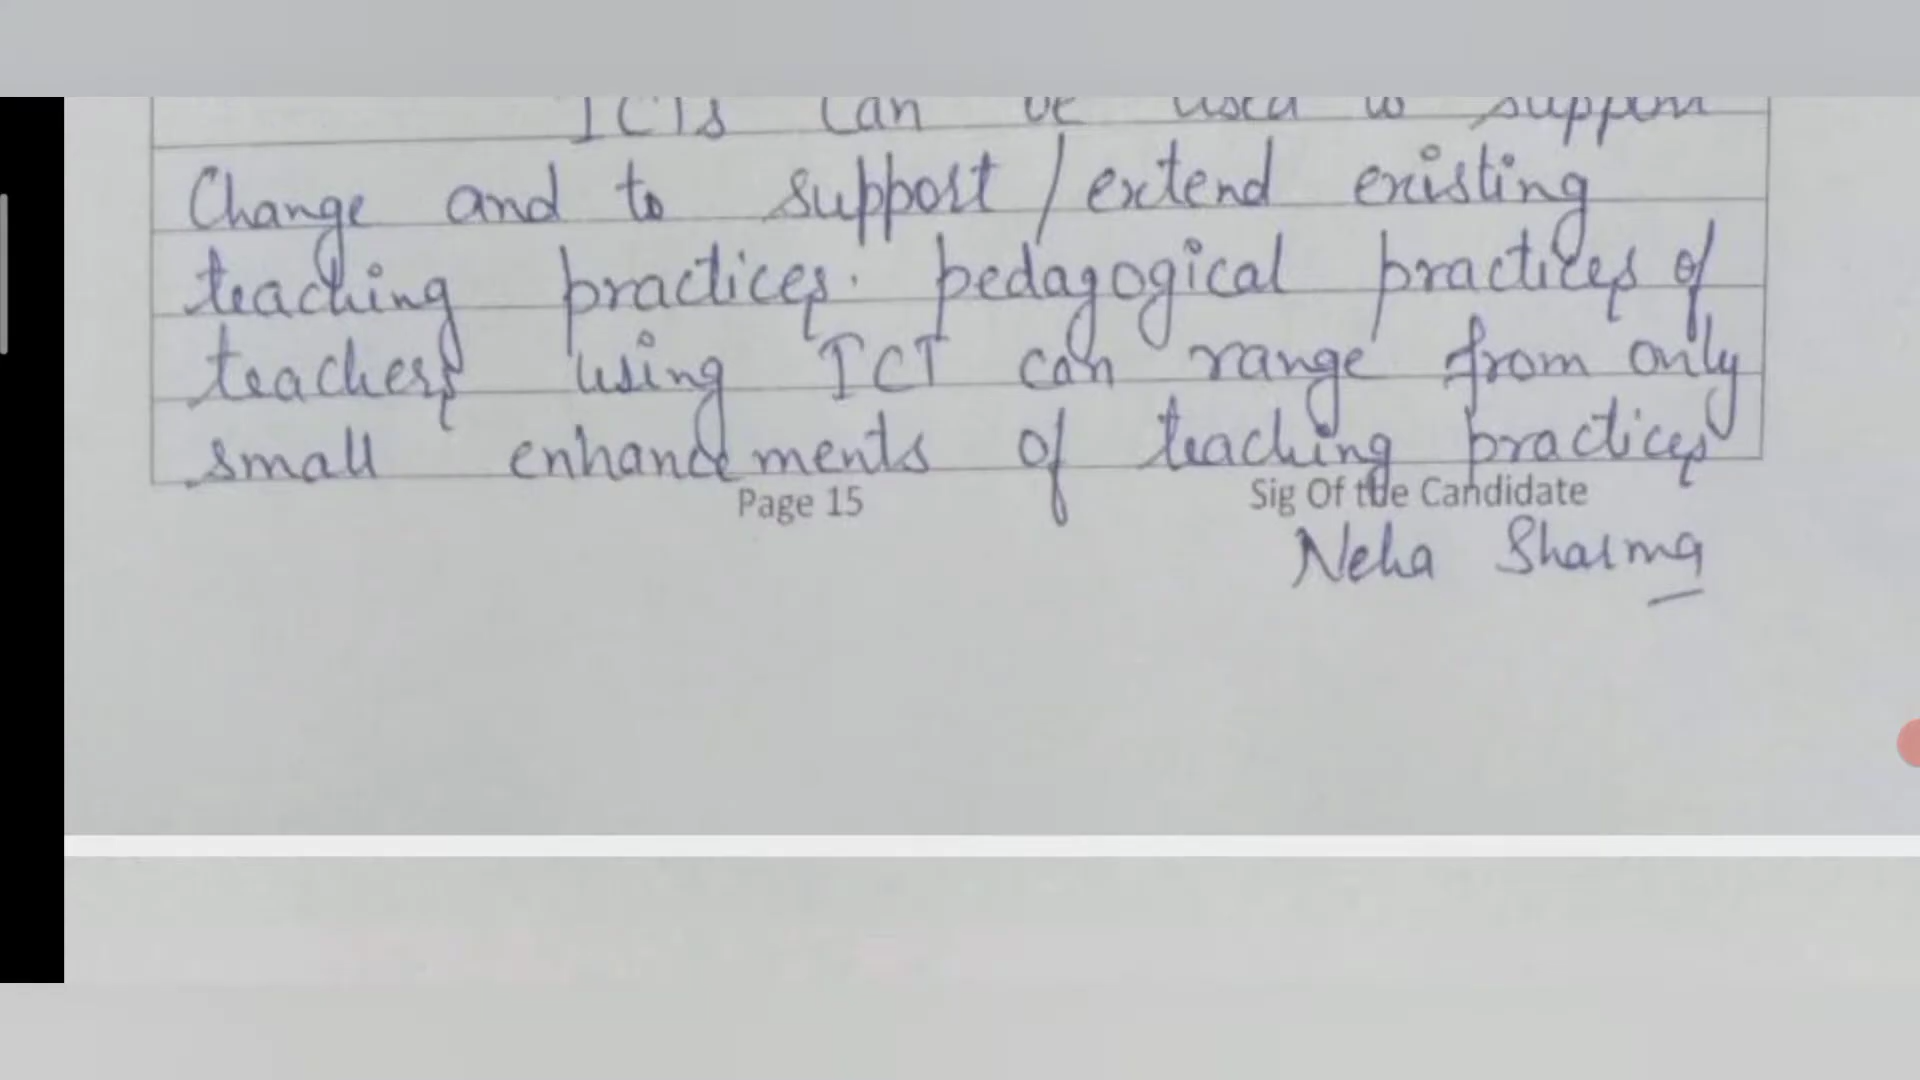 ICTs can be used to support
Change and to support / extend existing
teaching practices. pedagogical practices of
teachers using ICT can range from only
small enhancements of teaching practices
Page 15
Sig Of the Candidate
Neha Sharma